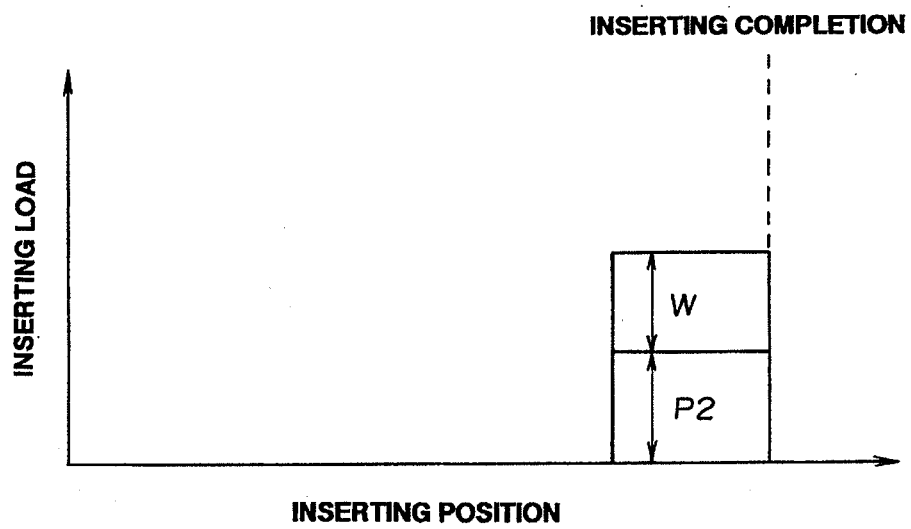 INSERTING COMPLETION
INSERTING LOAD
W
P2
INSERTING POSITION